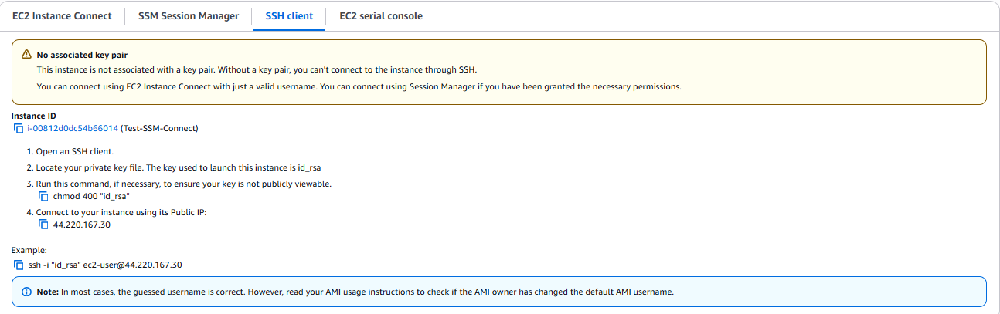 EC2 Instance Connect SSM Session Manager SSH client EC2 serial console
No associated key pair
This instance is not associated with a key pair. Without a key pair, you can't connect to the instance through SSH.
You can connect using EC2 Instance Connect with just a valid username. You can connect using Session Manager if you have been granted the necessary permissions.
Instance ID
i-00812d0dc54b66014 (Test-SSM-Connect)
1. Open an SSH client.
2. Locate your private key file. The key used to launch this instance is id_rsa
3. Run this command, if necessary, to ensure your key is not publicly viewable.
chmod 400 "id_rsa"
4. Connect to your instance using its Public IP:
44.220.167.30
Example:
ssh -i "id_rsa" ec2-user@44.220.167.30
Note: In most cases, the guessed username is correct. However, read your AMI usage instructions to check if the AMI owner has changed the default AMI username.